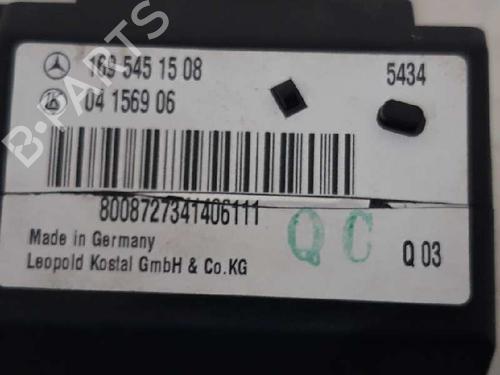 169 545 15 08 5434
04 1569 06
8008727341406111
QC
Made in Germany
Leopold Kostal GmbH & Co.KG Q 03
B-PARTS